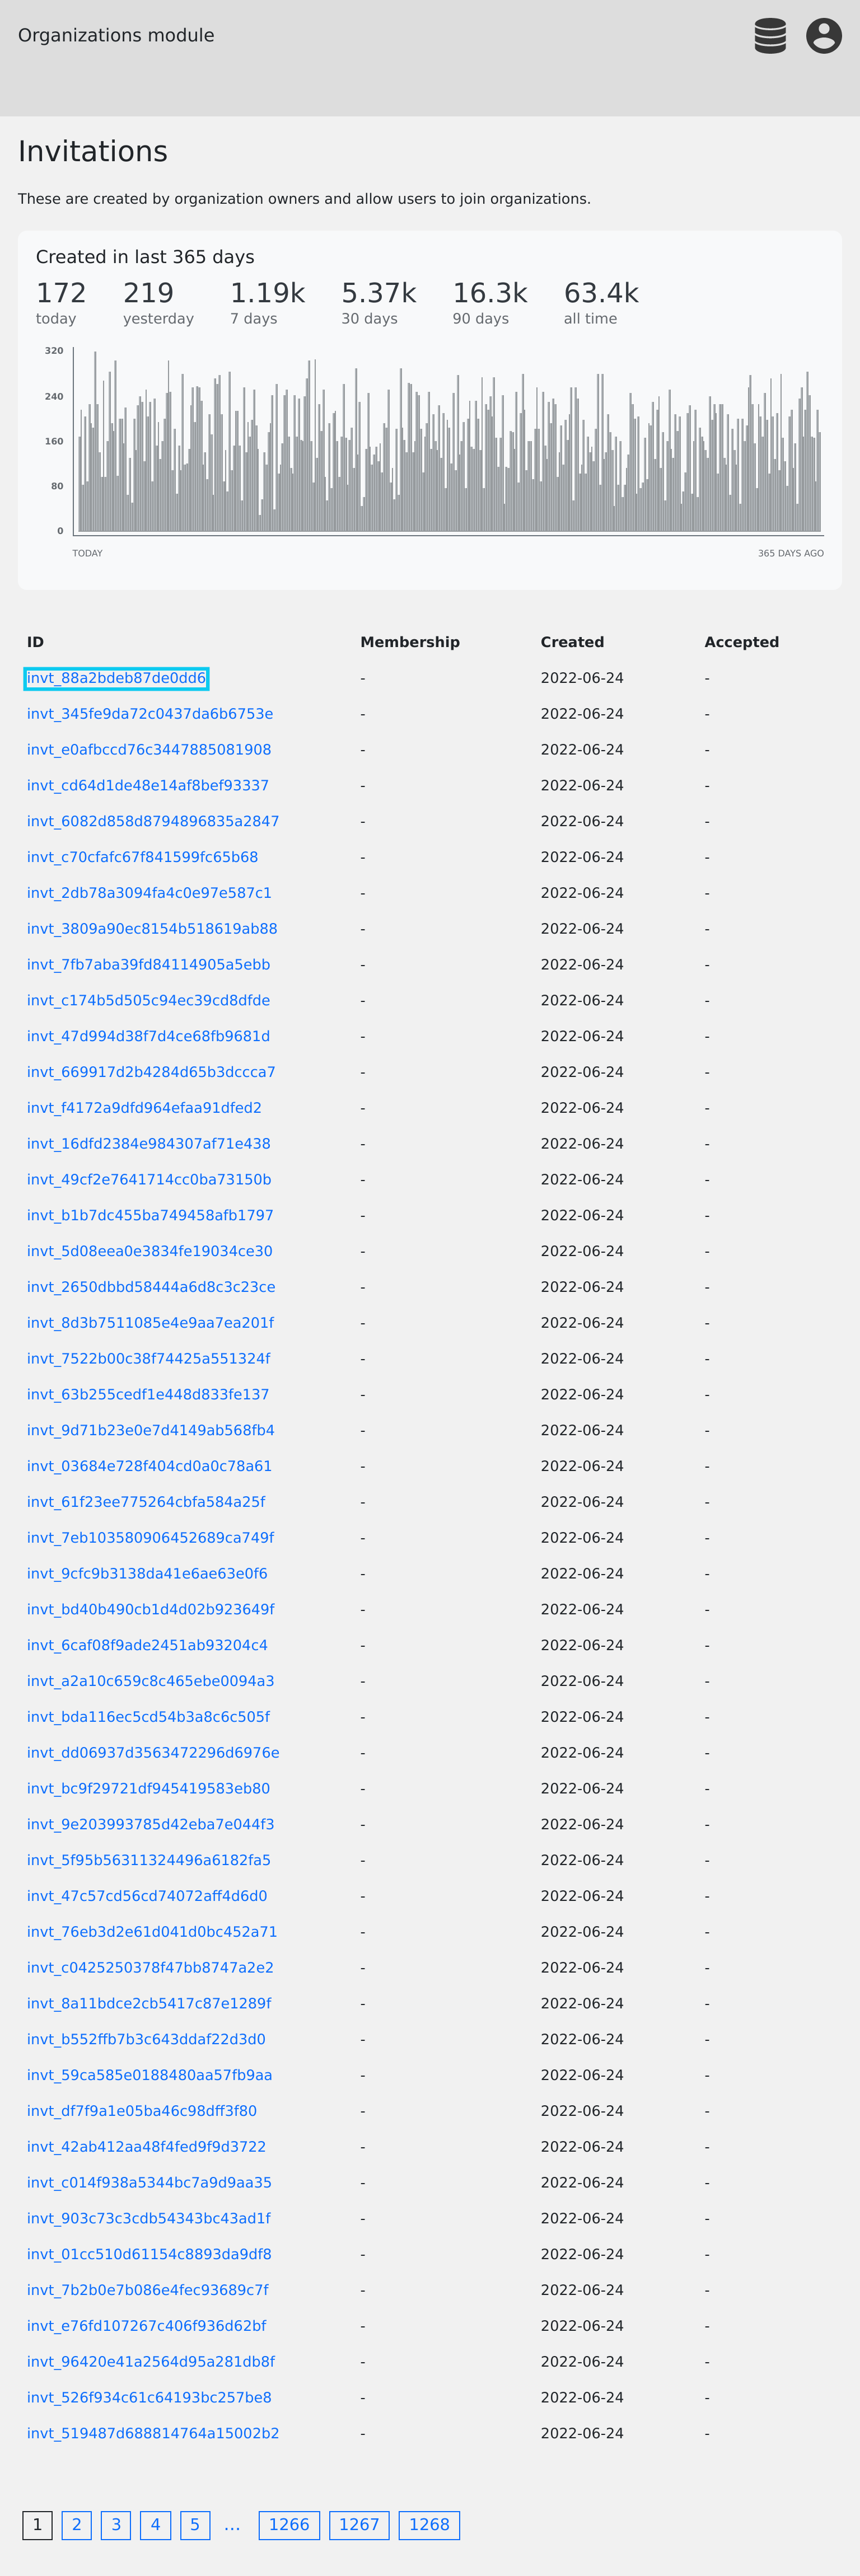 Organizations module
Invitations
These are created by organization owners and allow users to join organizations.
Created in last 365 days
172 219 1.19k 5.37k 16.3k 63.4k
today yesterday 7 days 30 days 90 days all time
320
240
160
80
0
TODAY 365 DAYS AGO
ID Membership Created Accepted
invt_88a2bdeb87de0dd6 - 2022-06-24 -
invt_345fe9da72c0437da6b6753e - 2022-06-24 -
invt_e0afbccd76c3447885081908 - 2022-06-24 -
invt_cd64d1de48e14af8bef93337 - 2022-06-24 -
invt_6082d858d8794896835a2847 - 2022-06-24 -
invt_c70cfafc67f841599fc65b68 - 2022-06-24 -
invt_2db78a3094fa4c0e97e587c1 - 2022-06-24 -
invt_3809a90ec8154b518619ab88 - 2022-06-24 -
invt_7fb7aba39fd84114905a5ebb - 2022-06-24 -
invt_c174b5d505c94ec39cd8dfde - 2022-06-24 -
invt_47d994d38f7d4ce68fb9681d - 2022-06-24 -
invt_669917d2b4284d65b3dccca7 - 2022-06-24 -
invt_f4172a9dfd964efaa91dfed2 - 2022-06-24 -
invt_16dfd2384e984307af71e438 - 2022-06-24 -
invt_49cf2e7641714cc0ba73150b - 2022-06-24 -
invt_b1b7dc455ba749458afb1797 - 2022-06-24 -
invt_5d08eea0e3834fe19034ce30 - 2022-06-24 -
invt_2650dbbd58444a6d8c3c23ce - 2022-06-24 -
invt_8d3b7511085e4e9aa7ea201f - 2022-06-24 -
invt_7522b00c38f74425a551324f - 2022-06-24 -
invt_63b255cedf1e448d833fe137 - 2022-06-24 -
invt_9d71b23e0e7d4149ab568fb4 - 2022-06-24 -
invt_03684e728f404cd0a0c78a61 - 2022-06-24 -
invt_61f23ee775264cbfa584a25f - 2022-06-24 -
invt_7eb103580906452689ca749f - 2022-06-24 -
invt_9cfc9b3138da41e6ae63e0f6 - 2022-06-24 -
invt_bd40b490cb1d4d02b923649f - 2022-06-24 -
invt_6caf08f9ade2451ab93204c4 - 2022-06-24 -
invt_a2a10c659c8c465ebe0094a3 - 2022-06-24 -
invt_bda116ec5cd54b3a8c6c505f - 2022-06-24 -
invt_dd06937d3563472296d6976e - 2022-06-24 -
invt_bc9f29721df945419583eb80 - 2022-06-24 -
invt_9e203993785d42eba7e044f3 - 2022-06-24 -
invt_5f95b56311324496a6182fa5 - 2022-06-24 -
invt_47c57cd56cd74072aff4d6d0 - 2022-06-24 -
invt_76eb3d2e61d041d0bc452a71 - 2022-06-24 -
invt_c0425250378f47bb8747a2e2 - 2022-06-24 -
invt_8a11bdce2cb5417c87e1289f - 2022-06-24 -
invt_b552ffb7b3c643ddaf22d3d0 - 2022-06-24 -
invt_59ca585e0188480aa57fb9aa - 2022-06-24 -
invt_df7f9a1e05ba46c98dff3f80 - 2022-06-24 -
invt_42ab412aa48f4fed9f9d3722 - 2022-06-24 -
invt_c014f938a5344bc7a9d9aa35 - 2022-06-24 -
invt_903c73c3cdb54343bc43ad1f - 2022-06-24 -
invt_01cc510d61154c8893da9df8 - 2022-06-24 -
invt_7b2b0e7b086e4fec93689c7f - 2022-06-24 -
invt_e76fd107267c406f936d62bf - 2022-06-24 -
invt_96420e41a2564d95a281db8f - 2022-06-24 -
invt_526f934c61c64193bc257be8 - 2022-06-24 -
invt_519487d688814764a15002b2 - 2022-06-24 -
1 2 3 4 5 … 1266 1267 1268